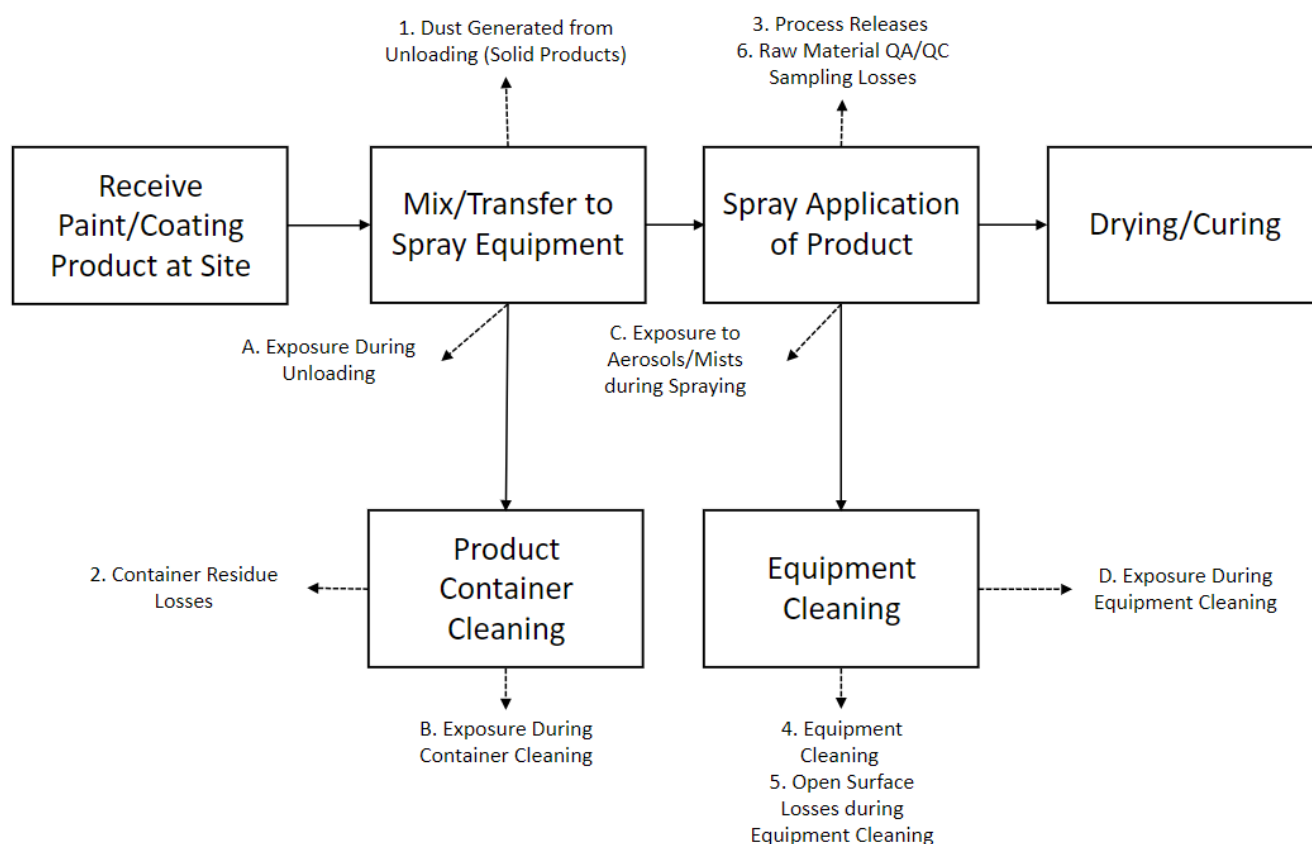 1. Dust Generated from
Unloading (Solid Products)
3. Process Releases
6. Raw Material QA/QC
Sampling Losses
Receive
Paint/Coating
Product at Site
Mix/Transfer to
Spray Equipment
Spray Application
of Product
Drying/Curing
A. Exposure During
Unloading
C. Exposure to
Aerosols/Mists
during Spraying
2. Container Residue
Losses
Product
Container
Cleaning
Equipment
Cleaning
D. Exposure During
Equipment Cleaning
B. Exposure During
Container Cleaning
4. Equipment
Cleaning
5. Open Surface
Losses during
Equipment Cleaning